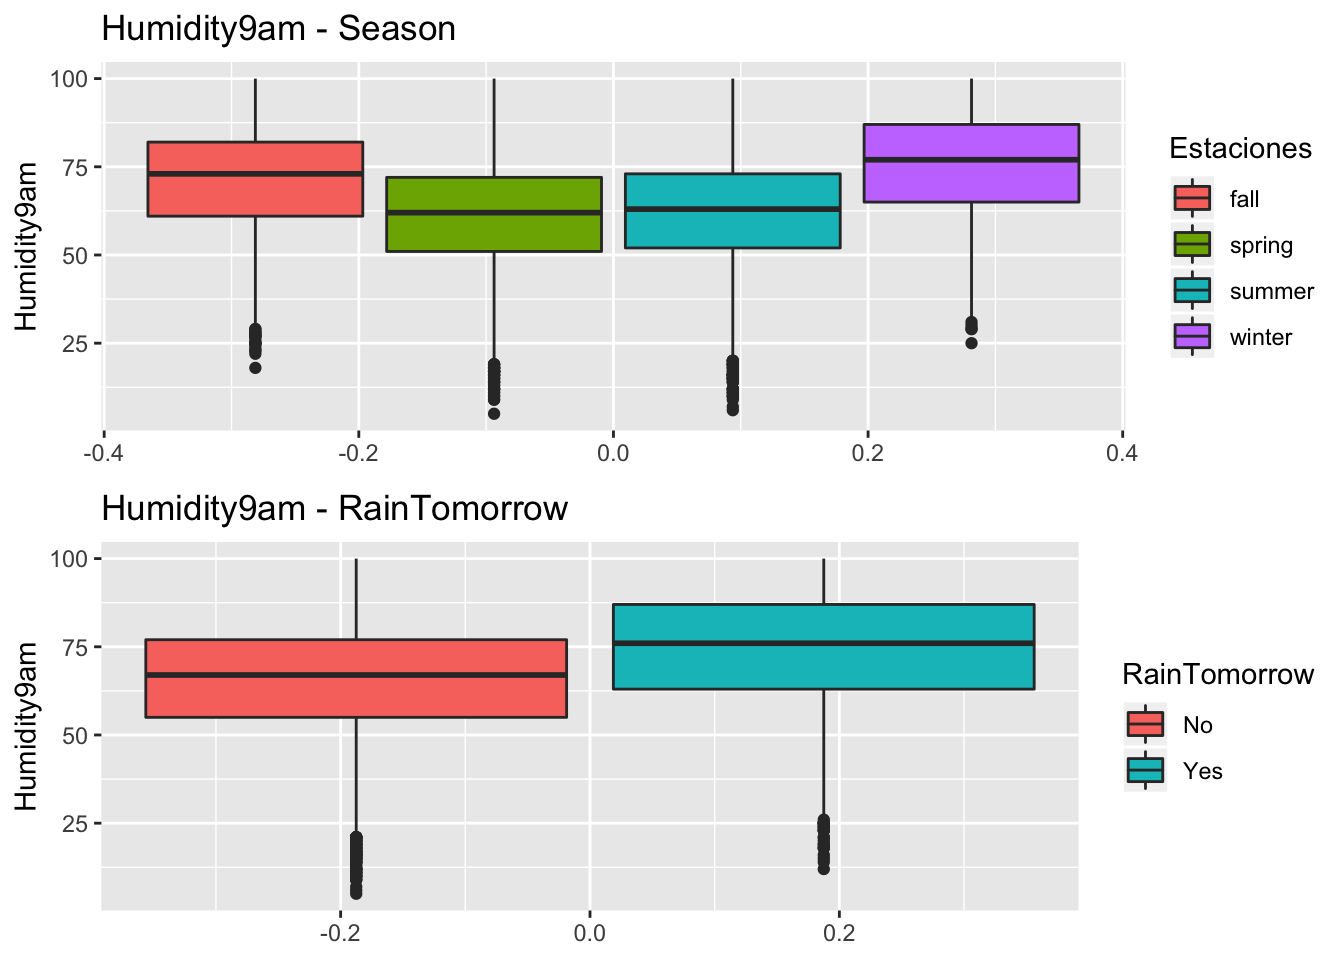 Humidity9am - Season
Humidity9am
100
75
50
25
-0.4
-0.2
0.0
0.2
0.4
Estaciones
fall
spring
summer
winter
Humidity9am - RainTomorrow
Humidity9am
100
75
50
25
-0.2
0.0
0.2
RainTomorrow
No
Yes